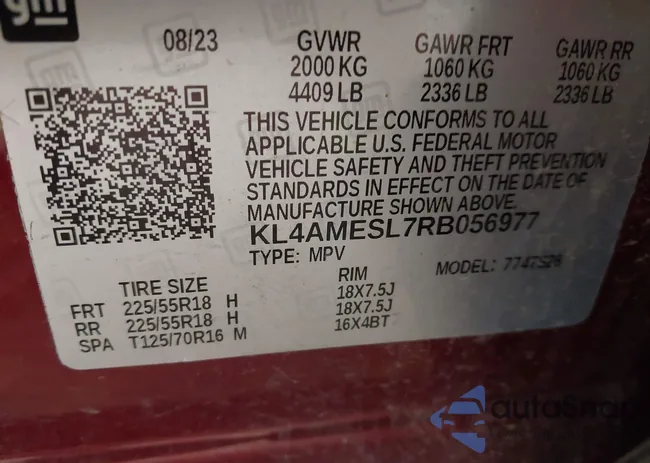 gm
08/23 GVWR GAWR FRT GAWR RR
2000 KG 1060 KG 1060 KG
4409 LB 2336 LB 2336 LB
THIS VEHICLE CONFORMS TO ALL
APPLICABLE U.S. FEDERAL MOTOR
VEHICLE SAFETY AND THEFT PREVENTION
STANDARDS IN EFFECT ON THE DATE OF
MANUFACTURE SHOWN ABOVE.
KL4AMESL7RB056977
TYPE: MPV MODEL: 7747S26
TIRE SIZE RIM
FRT 225/55R18 H 18X7.5J
RR 225/55R18 H 18X7.5J
SPA T125/70R16 M 16X4BT